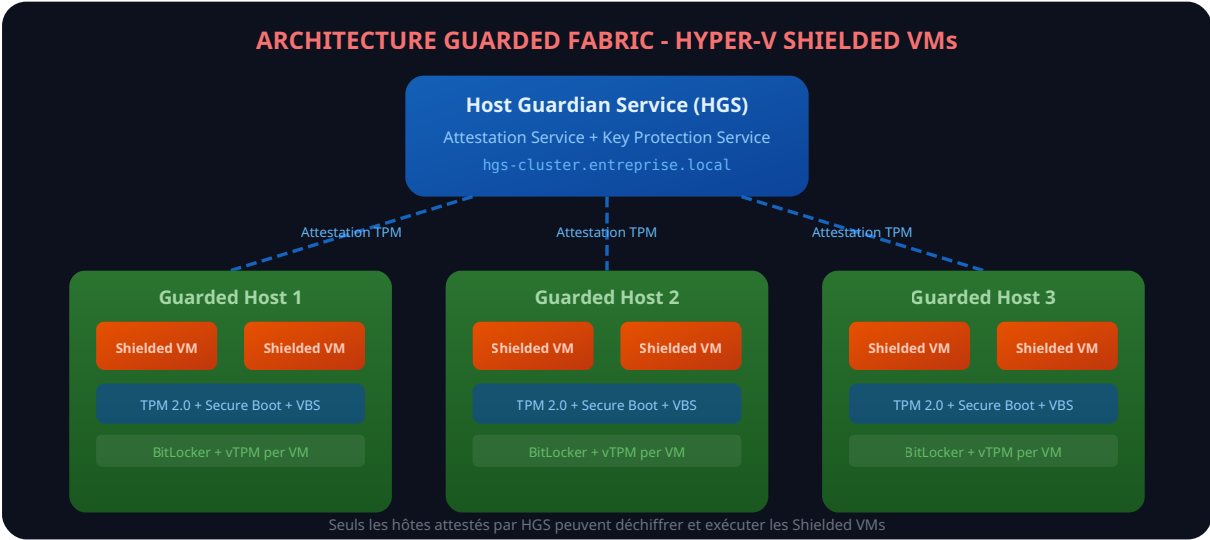 ARCHITECTURE GUARDED FABRIC - HYPER-V SHIELDED VMs
Host Guardian Service (HGS)
Attestation Service + Key Protection Service
hgs-cluster.entreprise.local
Attestation TPM
Attestation TPM
Attestation TPM
Guarded Host 1
Shielded VM
Shielded VM
TPM 2.0 + Secure Boot + VBS
BitLocker + vTPM per VM
Guarded Host 2
Shielded VM
Shielded VM
TPM 2.0 + Secure Boot + VBS
BitLocker + vTPM per VM
Guarded Host 3
Shielded VM
Shielded VM
TPM 2.0 + Secure Boot + VBS
BitLocker + vTPM per VM
Seuls les hôtes attestés par HGS peuvent déchiffrer et exécuter les Shielded VMs